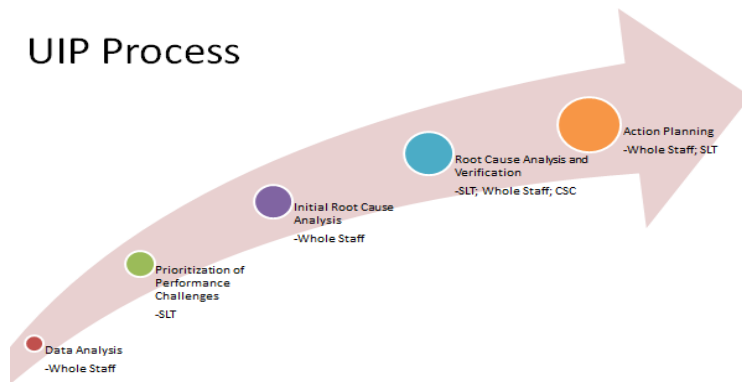 UIP Process
Data Analysis
-Whole Staff
Prioritization of
Performance
Challenges
-SLT
Initial Root Cause
Analysis
-Whole Staff
Root Cause Analysis and
Verification
-SLT; Whole Staff; CSC
Action Planning
-Whole Staff; SLT